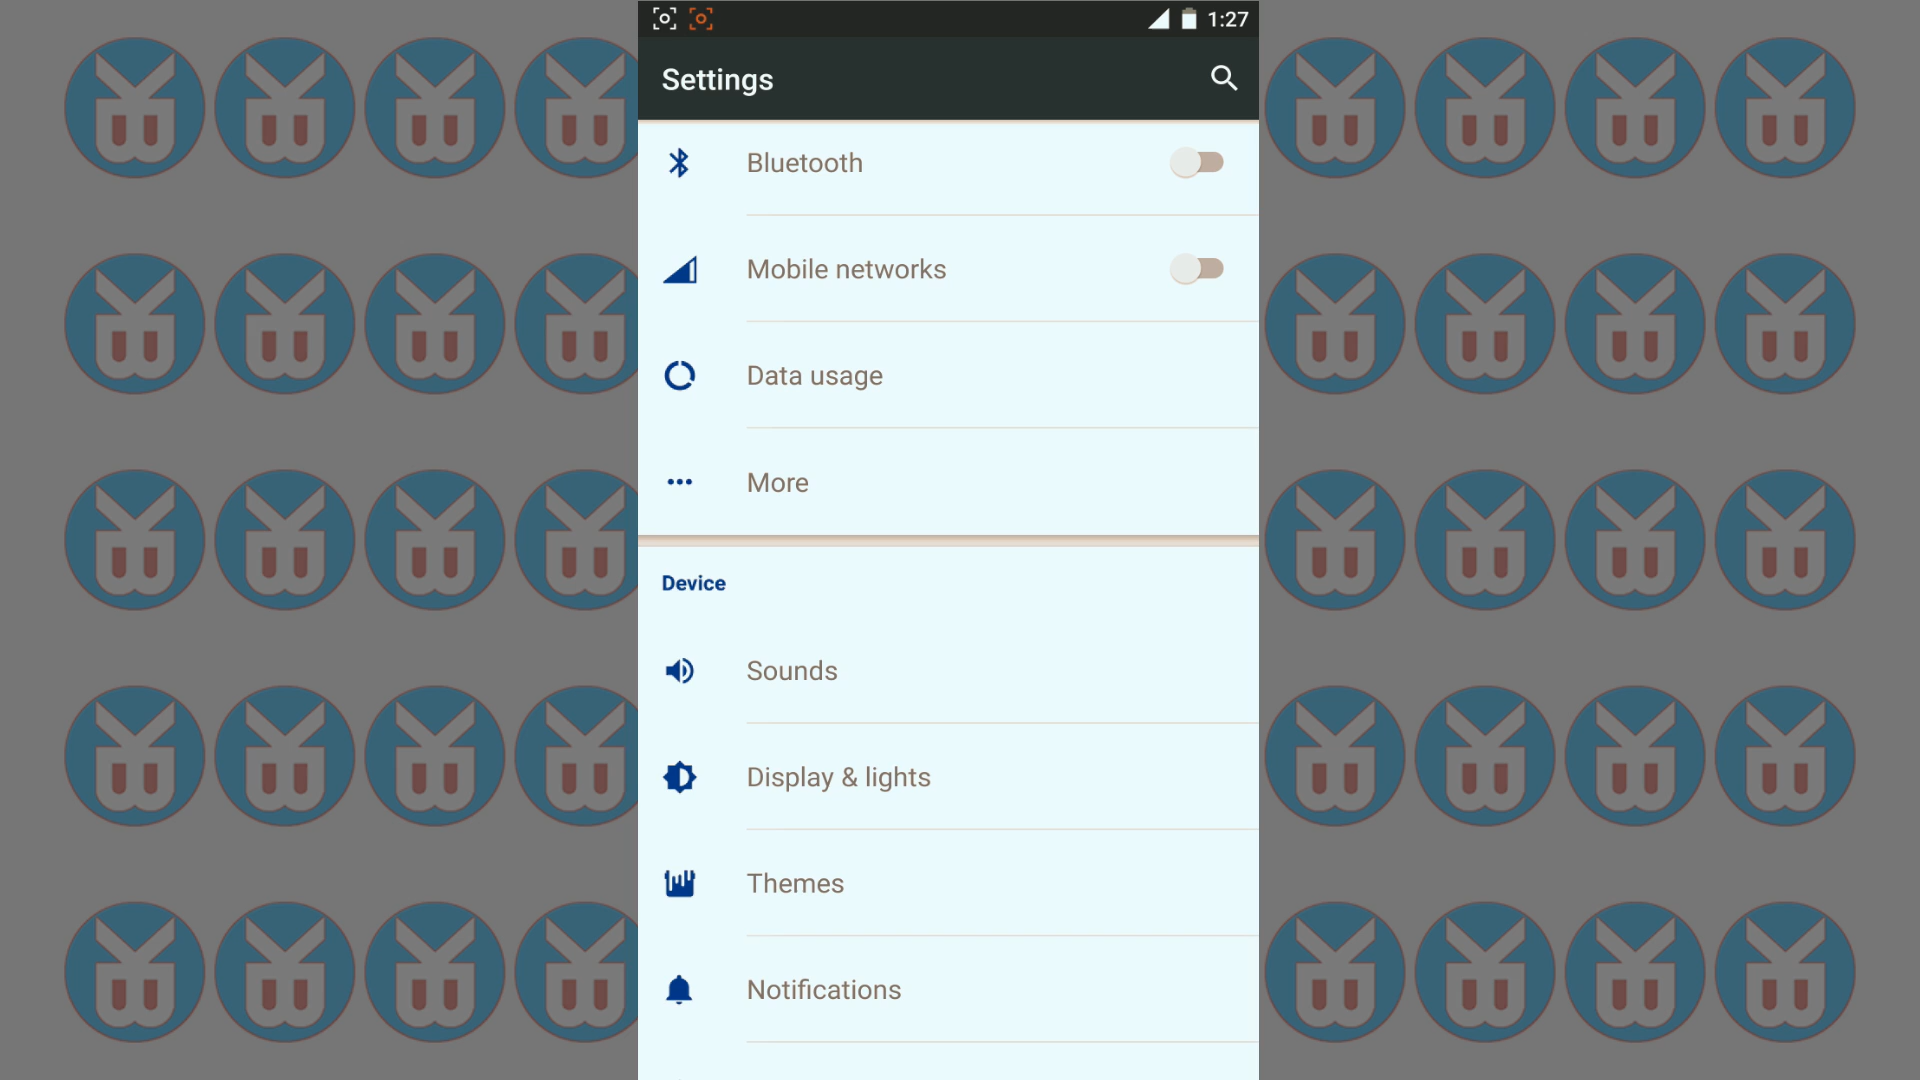 1:27
Settings
Bluetooth
Mobile networks
Data usage
More
Device
Sounds
Display & lights
Themes
Notifications